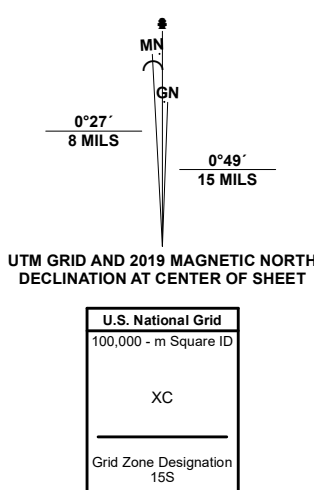 MN
GN
0°27´
8 MILS
0°49´
15 MILS
UTM GRID AND 2019 MAGNETIC NORTH
DECLINATION AT CENTER OF SHEET
U.S. National Grid
100,000 - m Square ID
XC
Grid Zone Designation
15S